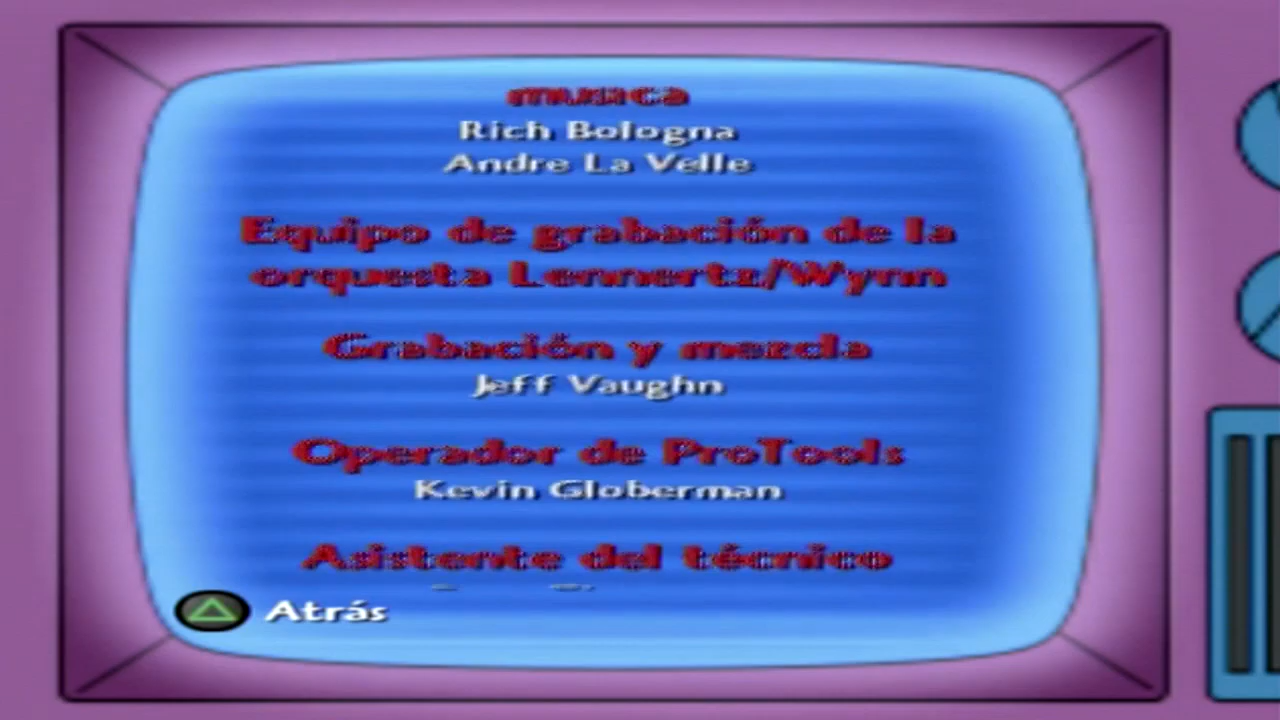 musica
Rich Bologna
Andre La Velle
Equipo de grabación de la
orquesta Lennertz/Wynn
Grabación y mezcla
Jeff Vaughn
Operador de ProTools
Kevin Globerman
Asistente del técnico
Atrás